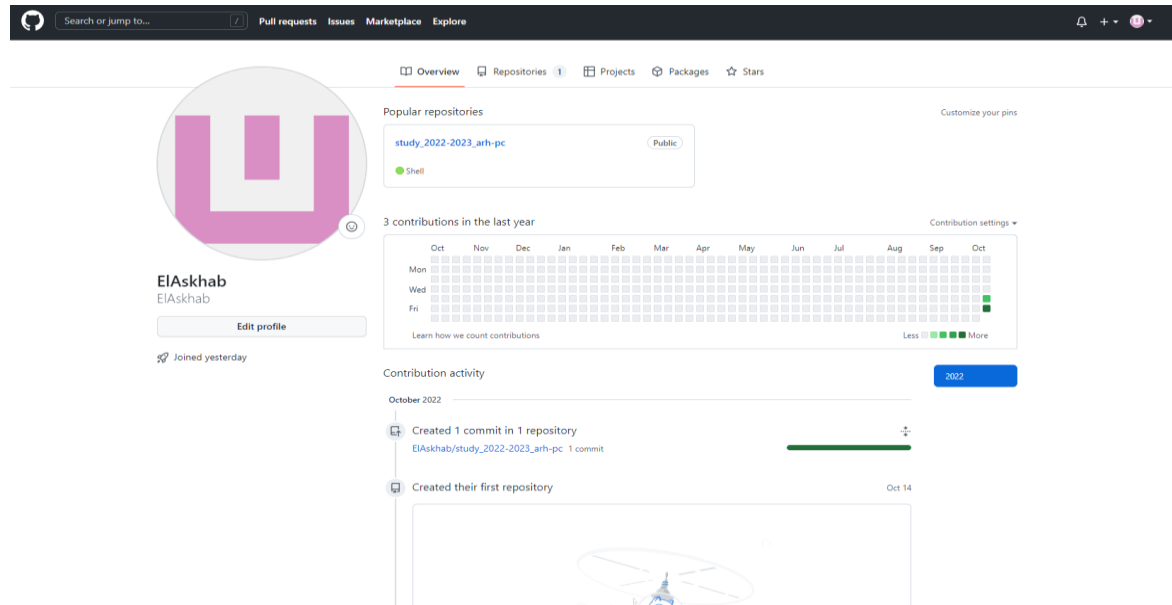 Search or jump to... / Pull requests Issues Marketplace Explore
Overview Repositories 1 Projects Packages Stars
Popular repositories Customize your pins
study_2022-2023_arh-pc Public
Shell
3 contributions in the last year Contribution settings
Oct Nov Dec Jan Feb Mar Apr May Jun Jul Aug Sep Oct
Mon
Wed
Fri
Learn how we count contributions Less More
ElAskhab
ElAskhab
Edit profile
Joined yesterday
Contribution activity 2022
October 2022
Created 1 commit in 1 repository
ElAskhab/study_2022-2023_arh-pc 1 commit
Created their first repository Oct 14